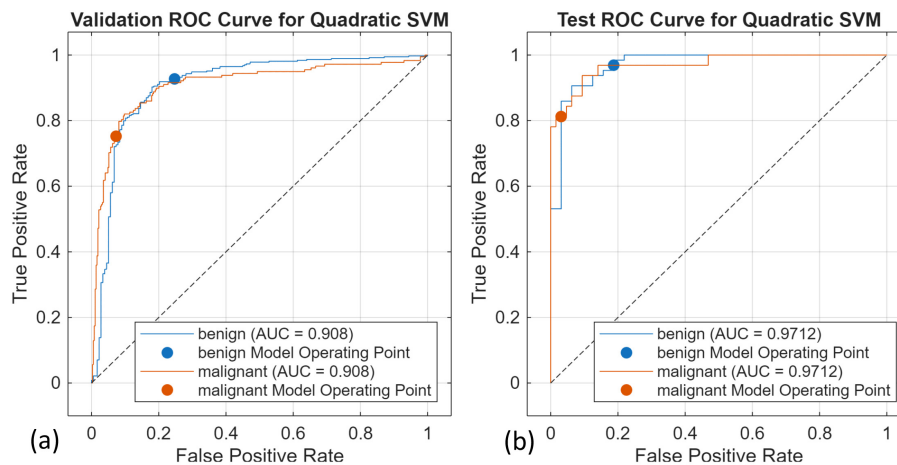 Validation ROC Curve for Quadratic SVM
1
0.8
0.6
0.4
0.2
0
True Positive Rate
benign (AUC = 0.908)
benign Model Operating Point
malignant (AUC = 0.908)
malignant Model Operating Point
0 0.2 0.4 0.6 0.8 1
False Positive Rate
(a)
Test ROC Curve for Quadratic SVM
1
0.8
0.6
0.4
0.2
0
True Positive Rate
benign (AUC = 0.9712)
benign Model Operating Point
malignant (AUC = 0.9712)
malignant Model Operating Point
0 0.2 0.4 0.6 0.8 1
False Positive Rate
(b)